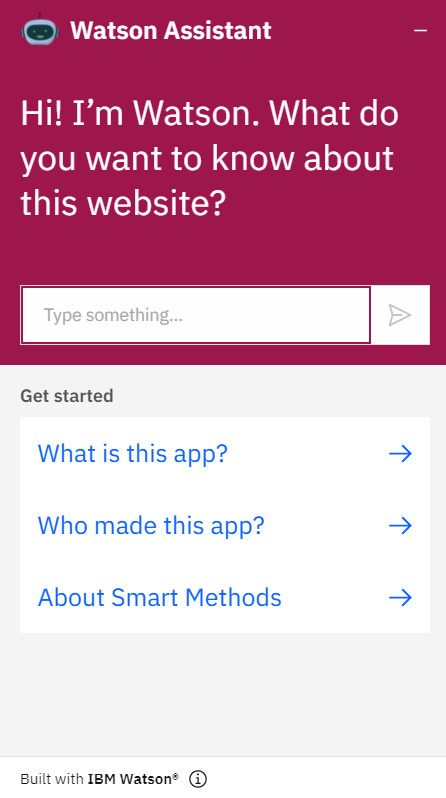 Watson Assistant
Hi! I’m Watson. What do
you want to know about
this website?
Type something...
Get started
What is this app?
Who made this app?
About Smart Methods
Built with IBM Watson®